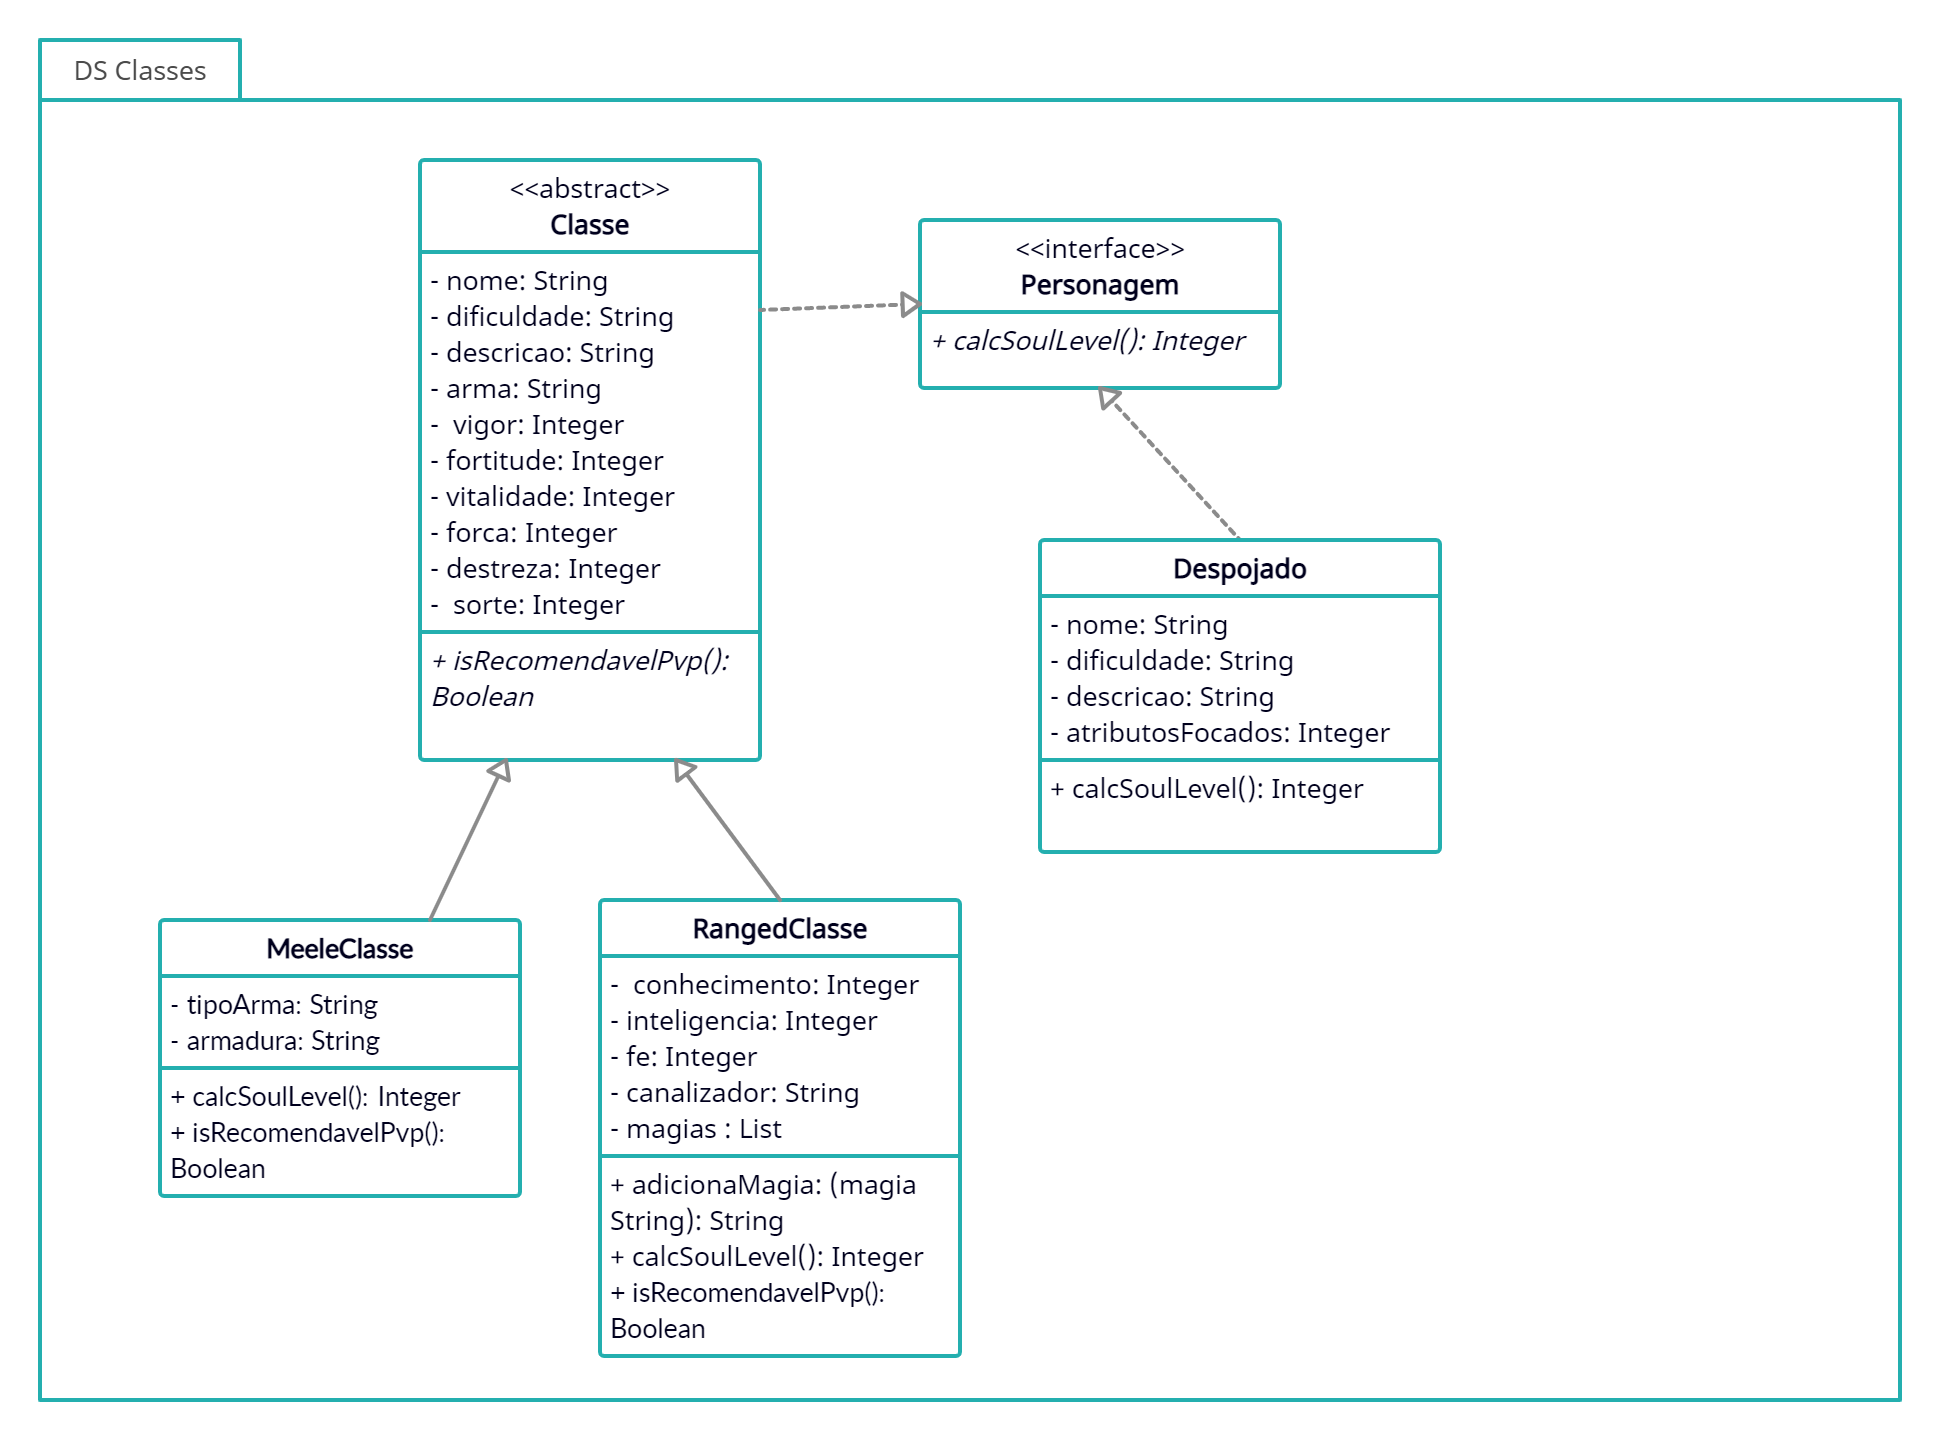 DS Classes
<<abstract>>
Classe
- nome: String
- dificuldade: String
- descricao: String
- arma: String
-  vigor: Integer
- fortitude: Integer
- vitalidade: Integer
- forca: Integer
- destreza: Integer
-  sorte: Integer
+ isRecomendavelPvp():
Boolean
<<interface>>
Personagem
+ calcSoulLevel(): Integer
Despojado
- nome: String
- dificuldade: String
- descricao: String
- atributosFocados: Integer
+ calcSoulLevel(): Integer
MeeleClasse
- tipoArma: String
- armadura: String
+ calcSoulLevel(): Integer
+ isRecomendavelPvp():
Boolean
RangedClasse
-  conhecimento: Integer
- inteligencia: Integer
- fe: Integer
- canalizador: String
- magias : List
+ adicionaMagia: (magia
String): String
+ calcSoulLevel(): Integer
+ isRecomendavelPvp():
Boolean